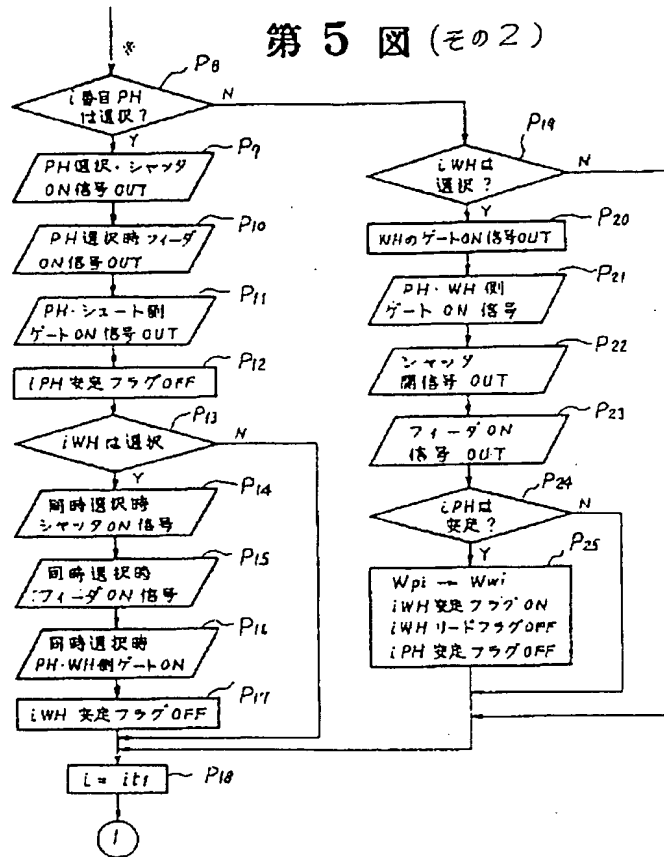 第5図(その2)
※
P8
i番目PH
は選択?
N
Y
P9
PH選択・シャッタ
ON信号OUT
P10
PH選択時フィーダ
ON信号OUT
P11
PH・シュート側
ゲートON信号OUT
P12
iPH安定フラグOFF
P13
iWHは選択
N
Y
P14
同時選択時
シャッタON信号
P15
同時選択時
フィーダON信号
P16
同時選択時
PH・WH側ゲートON
P17
iWH安定フラグOFF
i = i+1
P18
1
P19
iWHは
選択?
N
Y
P20
WHのゲートON信号OUT
P21
PH・WH側
ゲートON信号
P22
シャッタ
開信号OUT
P23
フィーダON
信号OUT
P24
iPHは
安定?
N
Y
P25
Wpi → Wwi
iWH安定フラグON
iWHリードフラグOFF
iPH安定フラグOFF